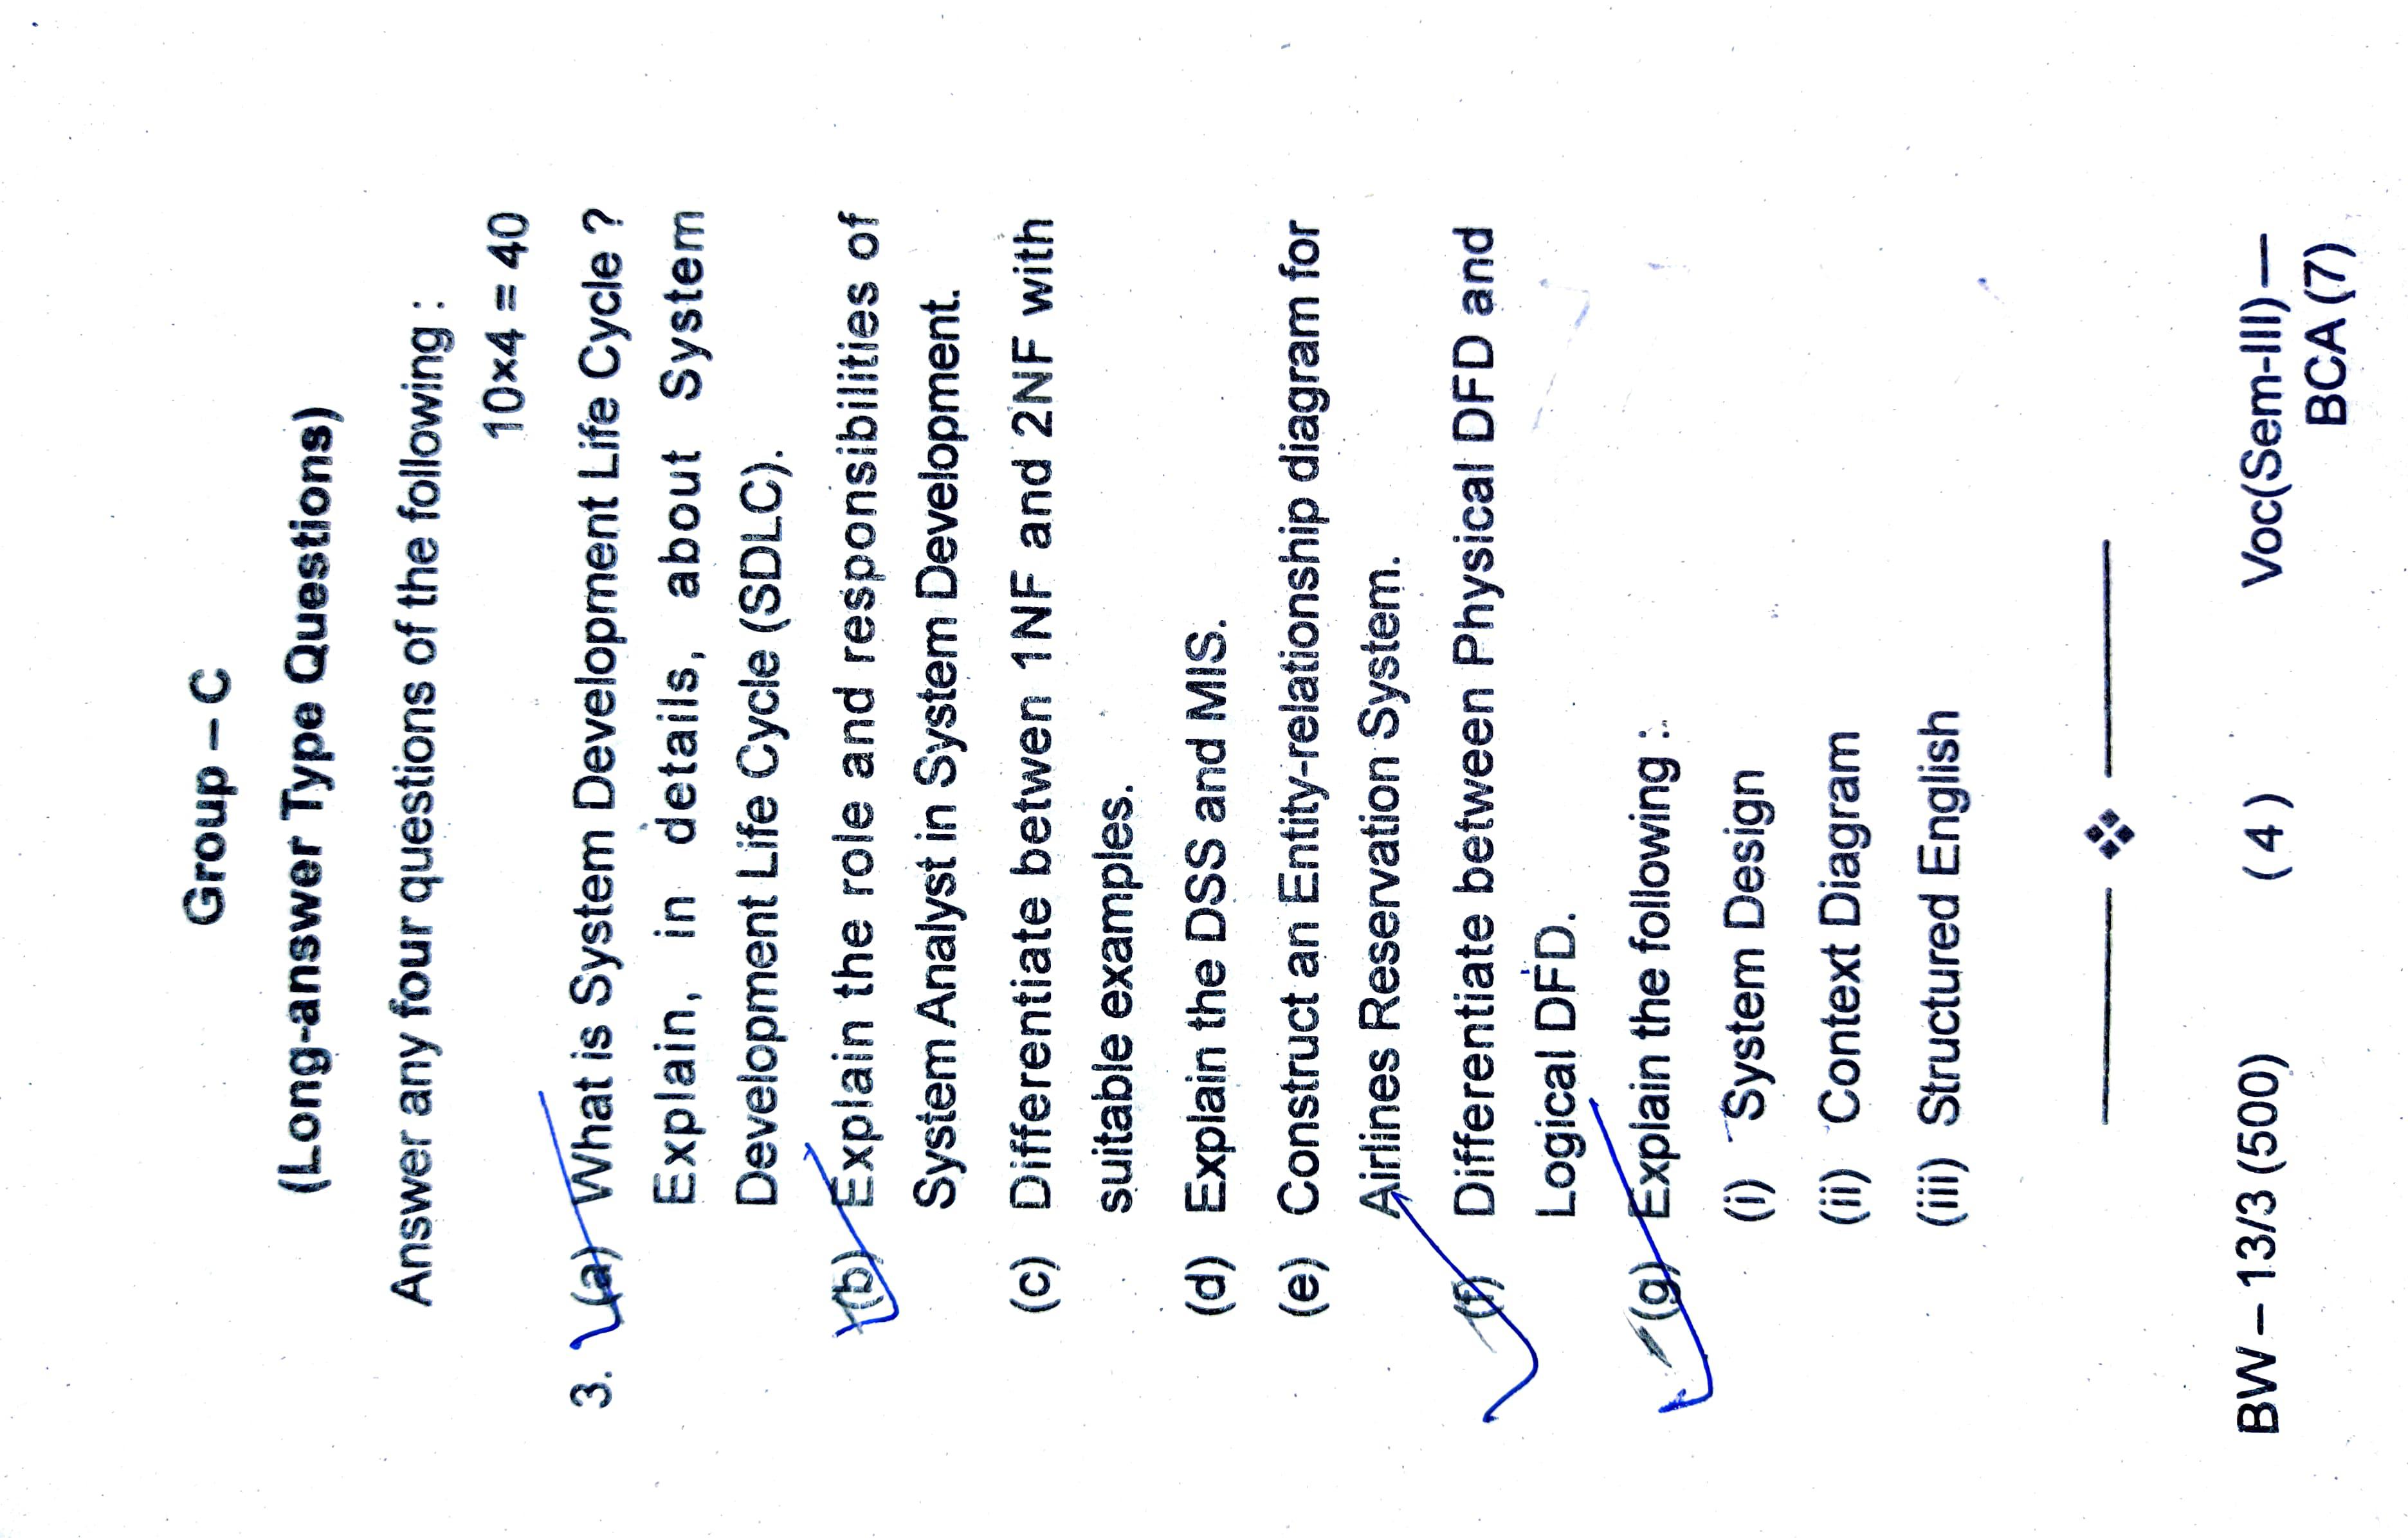 Group – C
(Long-answer Type Questions)
Answer any four questions of the following :
10×4 = 40
3. (a) What is System Development Life Cycle ?
Explain, in details, about System
Development Life Cycle (SDLC).
(b) Explain the role and responsibilities of
System Analyst in System Development.
(c) Differentiate betwen 1NF and 2NF with
suitable examples.
(d) Explain the DSS and MIS.
(e) Construct an Entity-relationship diagram for
Airlines Reservation System.
(f) Differentiate between Physical DFD and
Logical DFD.
(g) Explain the following :
(i) System Design
(ii) Context Diagram
(iii) Structured English
BW – 13/3 (500) ( 4 ) Voc(Sem-III) —
BCA (7)